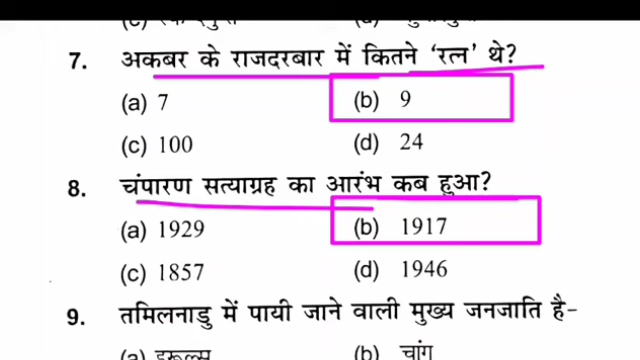 7. अकबर के राजदरबार में कितने ‘रत्न’ थे?
(a) 7 (b) 9
(c) 100 (d) 24
8. चंपारण सत्याग्रह का आरंभ कब हुआ?
(a) 1929 (b) 1917
(c) 1857 (d) 1946
9. तमिलनाडु में पायी जाने वाली मुख्य जनजाति है-
(a) इरूल्स (b) चांग